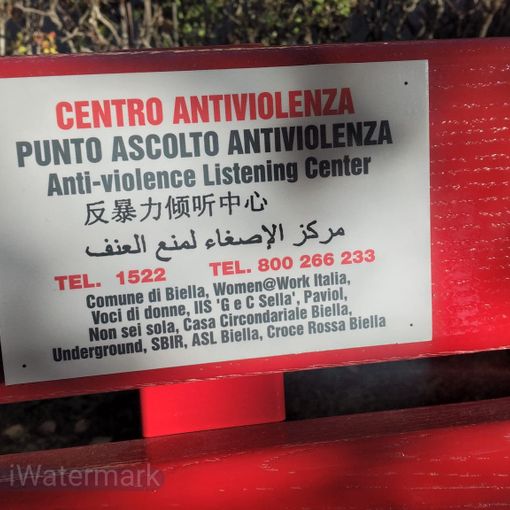 CENTRO ANTIVIOLENZA
PUNTO ASCOLTO ANTIVIOLENZA
Anti-violence Listening Center
反暴力倾听中心
مركز الإصغاء لمنع العنف
TEL. 1522 TEL. 800 266 233
Comune di Biella, Women@Work Italia,
Voci di donne, IIS 'G e C Sella', Paviol,
Non sei sola, Casa Circondariale Biella,
Underground, SBIR, ASL Biella, Croce Rossa Biella
iWatermark